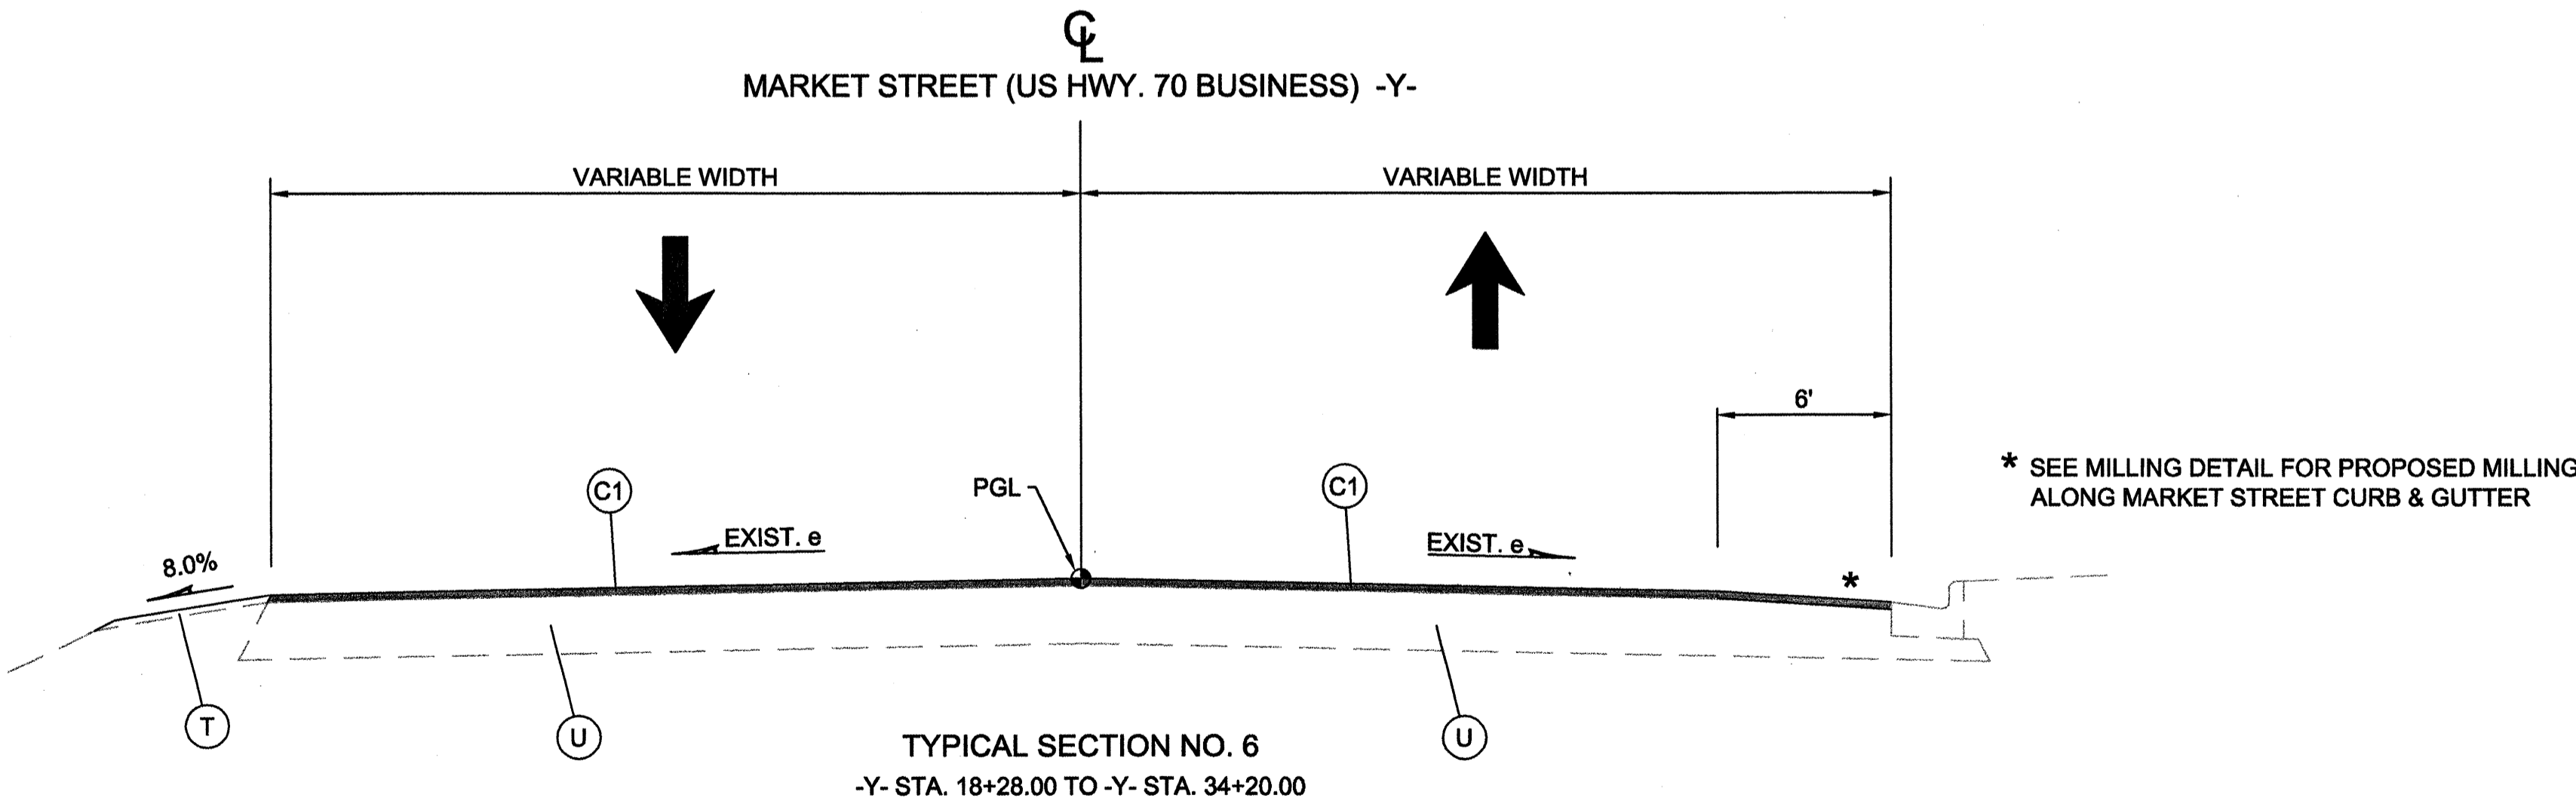 CL
MARKET STREET (US HWY. 70 BUSINESS) -Y-
VARIABLE WIDTH
VARIABLE WIDTH
6'
* SEE MILLING DETAIL FOR PROPOSED MILLING
ALONG MARKET STREET CURB & GUTTER
C1
PGL
C1
EXIST. e
EXIST. e
8.0%
*
T
U
U
TYPICAL SECTION NO. 6
-Y- STA. 18+28.00 TO -Y- STA. 34+20.00